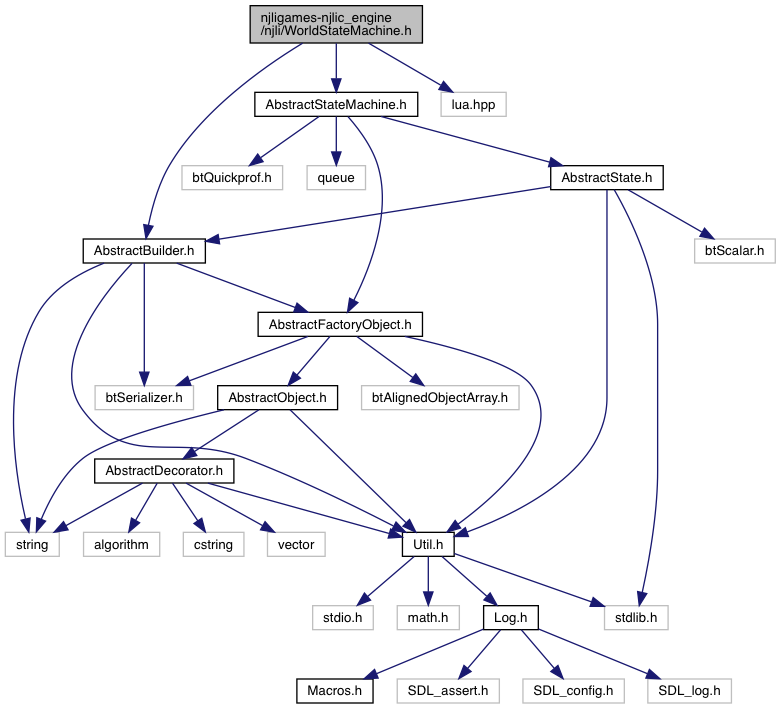 njligames-njlic_engine
/njli/WorldStateMachine.h
AbstractStateMachine.h
lua.hpp
btQuickprof.h
queue
AbstractState.h
AbstractBuilder.h
btScalar.h
AbstractFactoryObject.h
btSerializer.h
AbstractObject.h
btAlignedObjectArray.h
AbstractDecorator.h
string
algorithm
cstring
vector
Util.h
stdio.h
math.h
Log.h
stdlib.h
Macros.h
SDL_assert.h
SDL_config.h
SDL_log.h